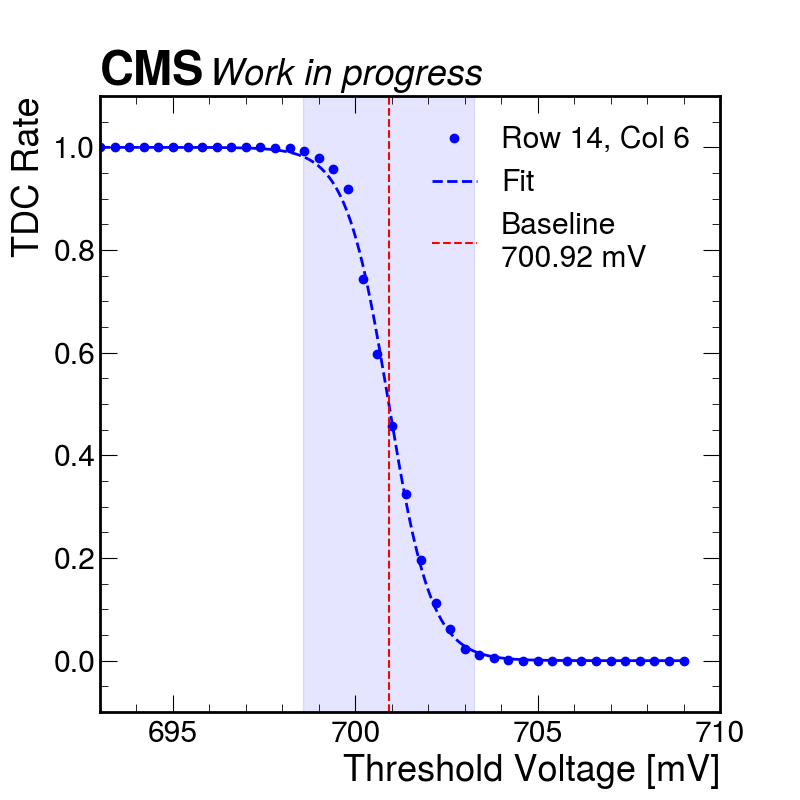 CMS Work in progress
TDC Rate
1.0
0.8
0.6
0.4
0.2
0.0
Row 14, Col 6
Fit
Baseline
700.92 mV
695
700
705
710
Threshold Voltage [mV]